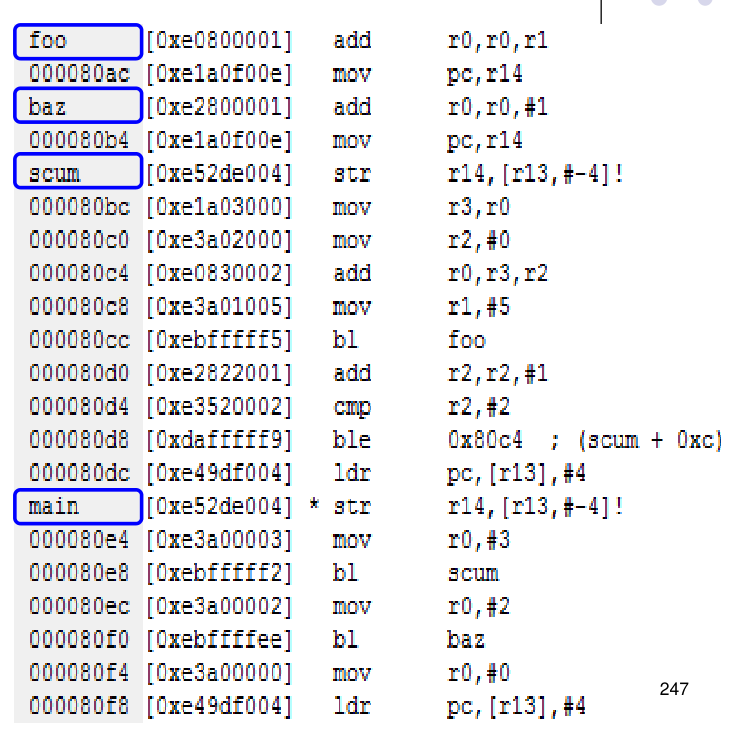 foo [0xe0800001] add r0,r0,r1
000080ac [0xe1a0f00e] mov pc,r14
baz [0xe2800001] add r0,r0,#1
000080b4 [0xe1a0f00e] mov pc,r14
scum [0xe52de004] str r14,[r13,#-4]!
000080bc [0xe1a03000] mov r3,r0
000080c0 [0xe3a02000] mov r2,#0
000080c4 [0xe0830002] add r0,r3,r2
000080c8 [0xe3a01005] mov r1,#5
000080cc [0xebfffff5] bl foo
000080d0 [0xe2822001] add r2,r2,#1
000080d4 [0xe3520002] cmp r2,#2
000080d8 [0xdafffff9] ble 0x80c4 ; (scum + 0xc)
000080dc [0xe49df004] ldr pc,[r13],#4
main [0xe52de004] * str r14,[r13,#-4]!
000080e4 [0xe3a00003] mov r0,#3
000080e8 [0xebfffff2] bl scum
000080ec [0xe3a00002] mov r0,#2
000080f0 [0xebffffee] bl baz
000080f4 [0xe3a00000] mov r0,#0
000080f8 [0xe49df004] ldr pc,[r13],#4
247